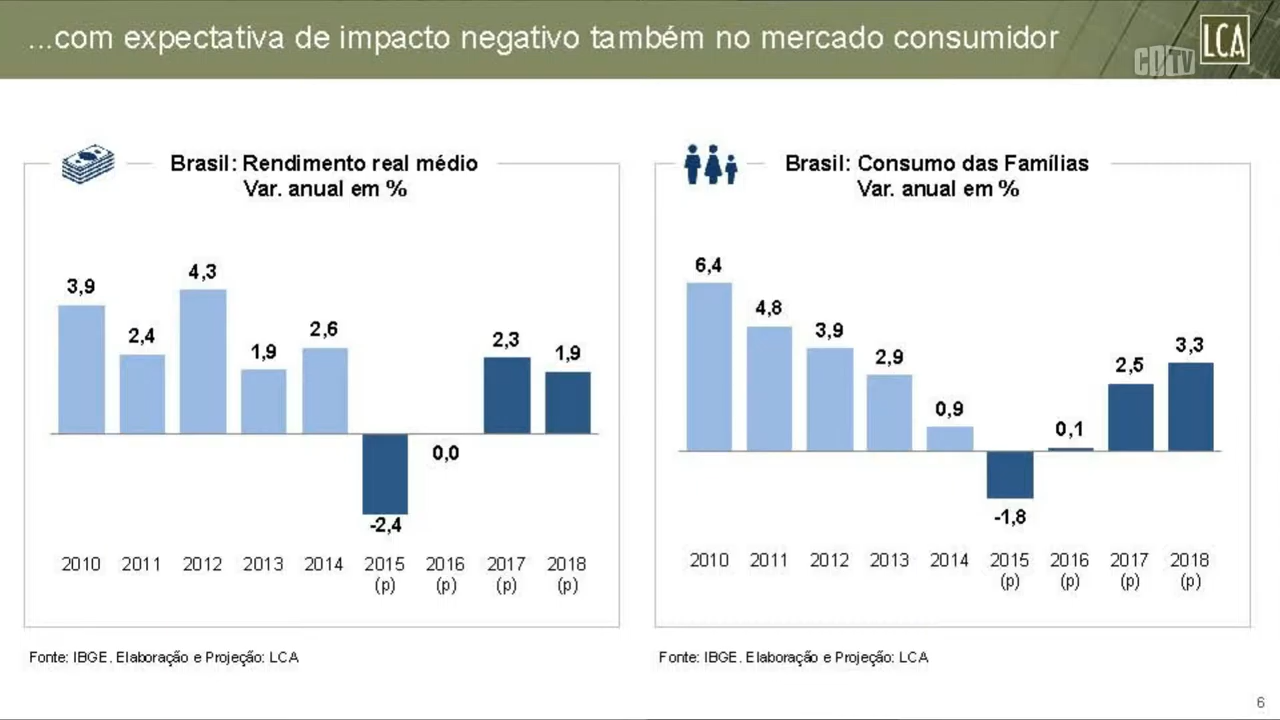 ...com expectativa de impacto negativo também no mercado consumidor
CDTV
LCA
Brasil: Rendimento real médio
Var. anual em %
3,9
2,4
4,3
1,9
2,6
-2,4
0,0
2,3
1,9
2010 2011 2012 2013 2014 2015 2016 2017 2018
(p) (p) (p) (p)
Fonte: IBGE. Elaboração e Projeção: LCA
Brasil: Consumo das Famílias
Var. anual em %
6,4
4,8
3,9
2,9
0,9
-1,8
0,1
2,5
3,3
2010 2011 2012 2013 2014 2015 2016 2017 2018
(p) (p) (p) (p)
Fonte: IBGE. Elaboração e Projeção: LCA
6